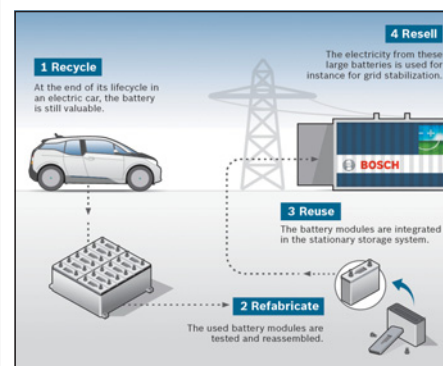 1 Recycle
At the end of its lifecycle in
an electric car, the battery
is still valuable.
4 Resell
The electricity from these
large batteries is used for
instance for grid stabilization.
BOSCH
3 Reuse
The battery modules are integrated
in the stationary storage system.
2 Refabricate
The used battery modules are
tested and reassembled.